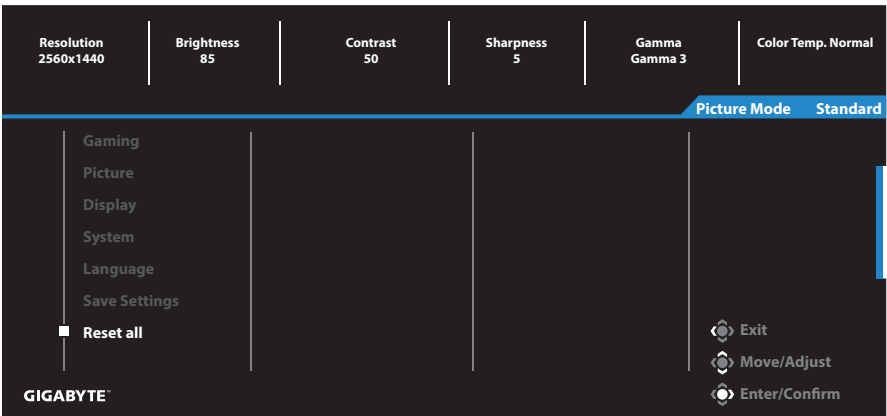 Resolution Brightness Contrast Sharpness Gamma Color Temp. Normal
2560x1440 85 50 5 Gamma 3
Picture Mode Standard
Gaming
Picture
Display
System
Language
Save Settings
Reset all
Exit
Move/Adjust
GIGABYTE™
Enter/Confirm